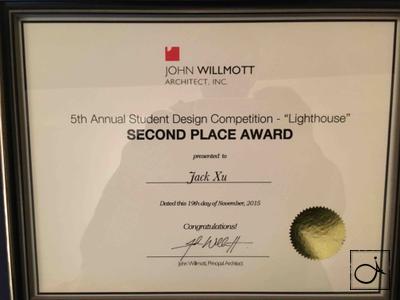 JOHN WILLMOTT
ARCHITECT, INC.
5th Annual Student Design Competition - "Lighthouse"
SECOND PLACE AWARD
presented to
Jack Xu
Dated this 19th day of November, 2015
Congratulations!
John Willmott, Principal Architect